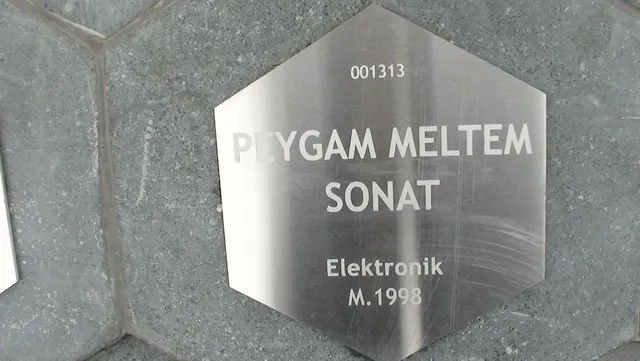 001313
PEYGAM MELTEM
SONAT
Elektronik
M.1998